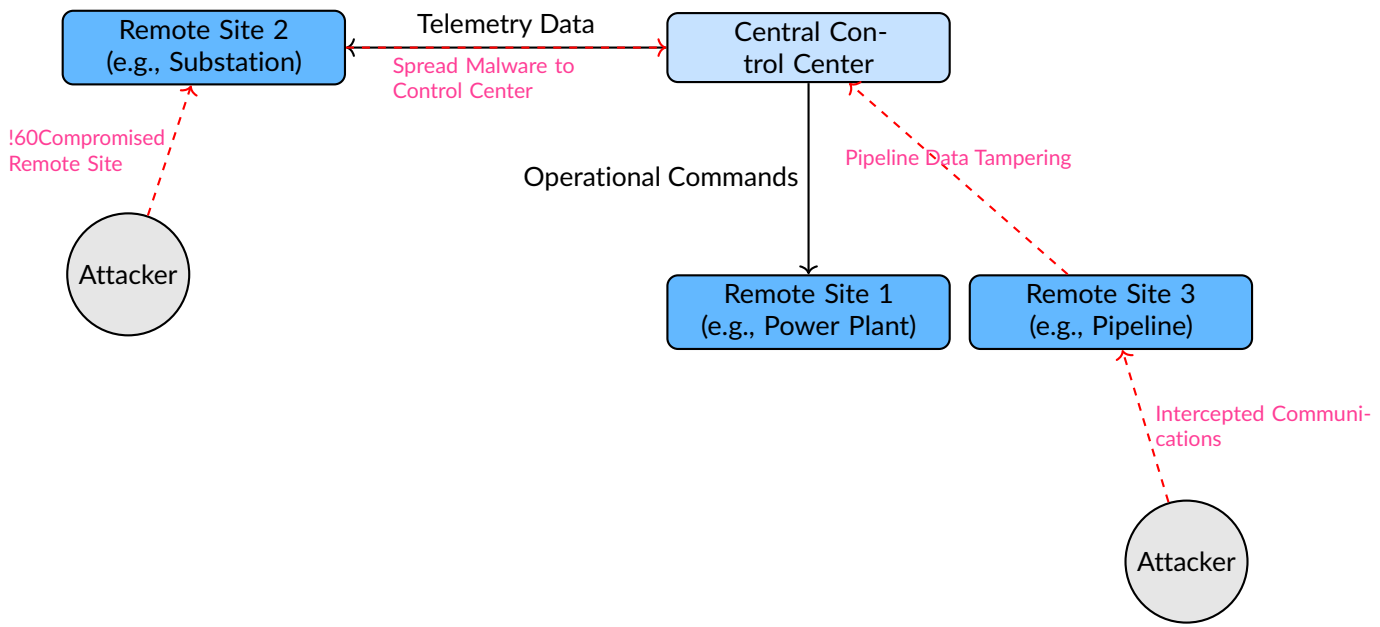 Remote Site 2
(e.g., Substation)
Telemetry Data
Central Con-
trol Center
Spread Malware to
Control Center
!60Compromised
Remote Site
Pipeline Data Tampering
Operational Commands
Attacker
Remote Site 1
(e.g., Power Plant)
Remote Site 3
(e.g., Pipeline)
Intercepted Communi-
cations
Attacker